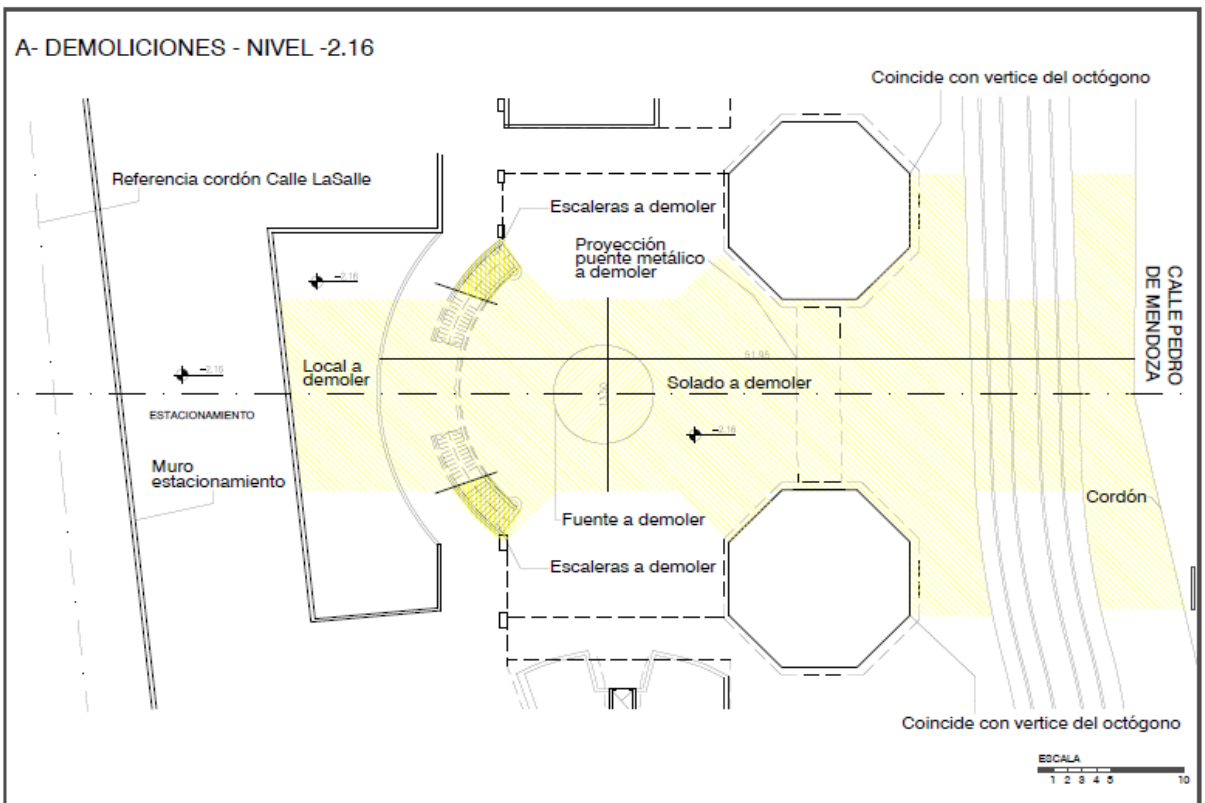 A- DEMOLICIONES - NIVEL -2.16
Coincide con vertice del octógono
Referencia cordón Calle LaSalle
Escaleras a demoler
Proyección
puente metálico
a demoler
-2.16
CALLE PEDRO
DE MENDOZA
51.95
-2.16
Local a
demoler
Solado a demoler
ESTACIONAMIENTO
-2.16
Muro
estacionamiento
Cordón
Fuente a demoler
Escaleras a demoler
Coincide con vertice del octógono
ESCALA
1 2 3 4 5 10